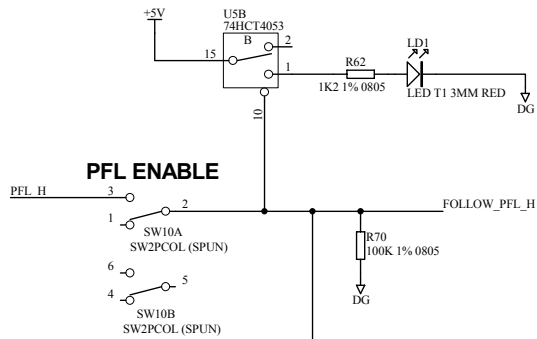 +5V
U5B
74HCT4053
B
2
15
1
R62
1K2 1% 0805
LD1
LED T1 3MM RED
DG
10
PFL ENABLE
PFL_H
3
1
2
SW10A
SW2PCOL (SPUN)
FOLLOW_PFL_H
R70
100K 1% 0805
DG
6
4
5
SW10B
SW2PCOL (SPUN)